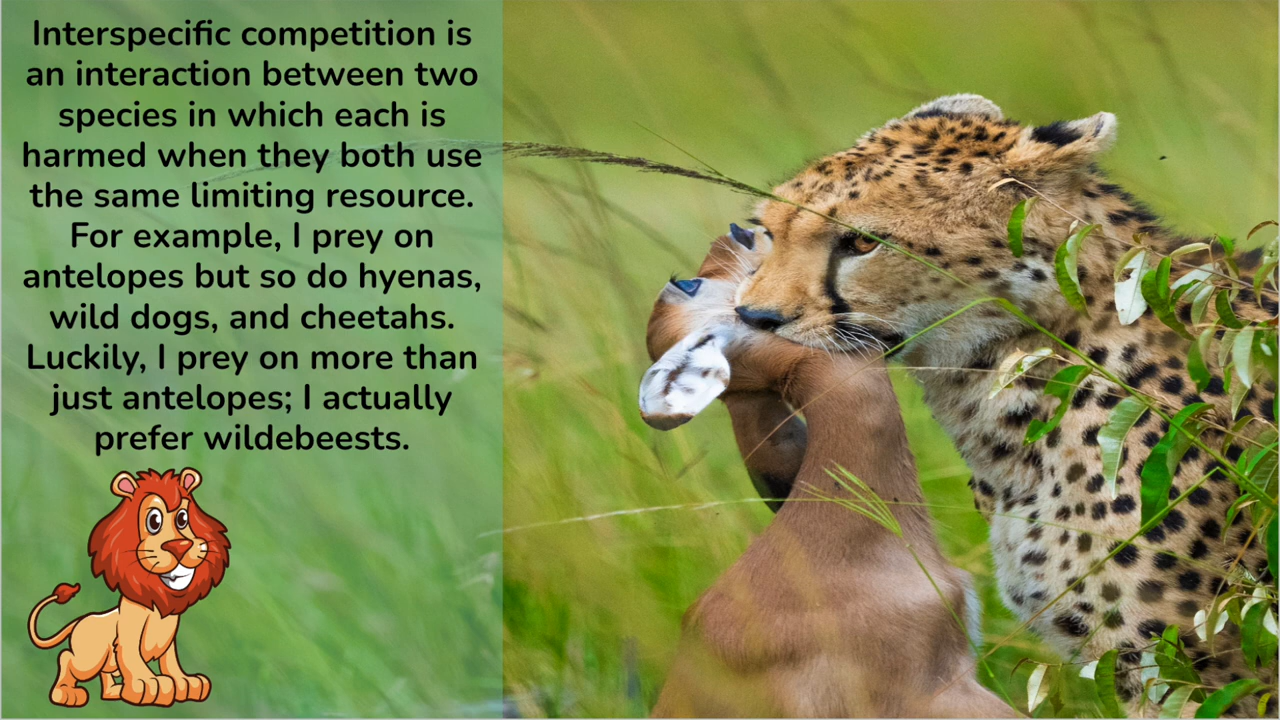 Interspecific competition is
an interaction between two
species in which each is
harmed when they both use
the same limiting resource.
For example, I prey on
antelopes but so do hyenas,
wild dogs, and cheetahs.
Luckily, I prey on more than
just antelopes; I actually
prefer wildebeests.